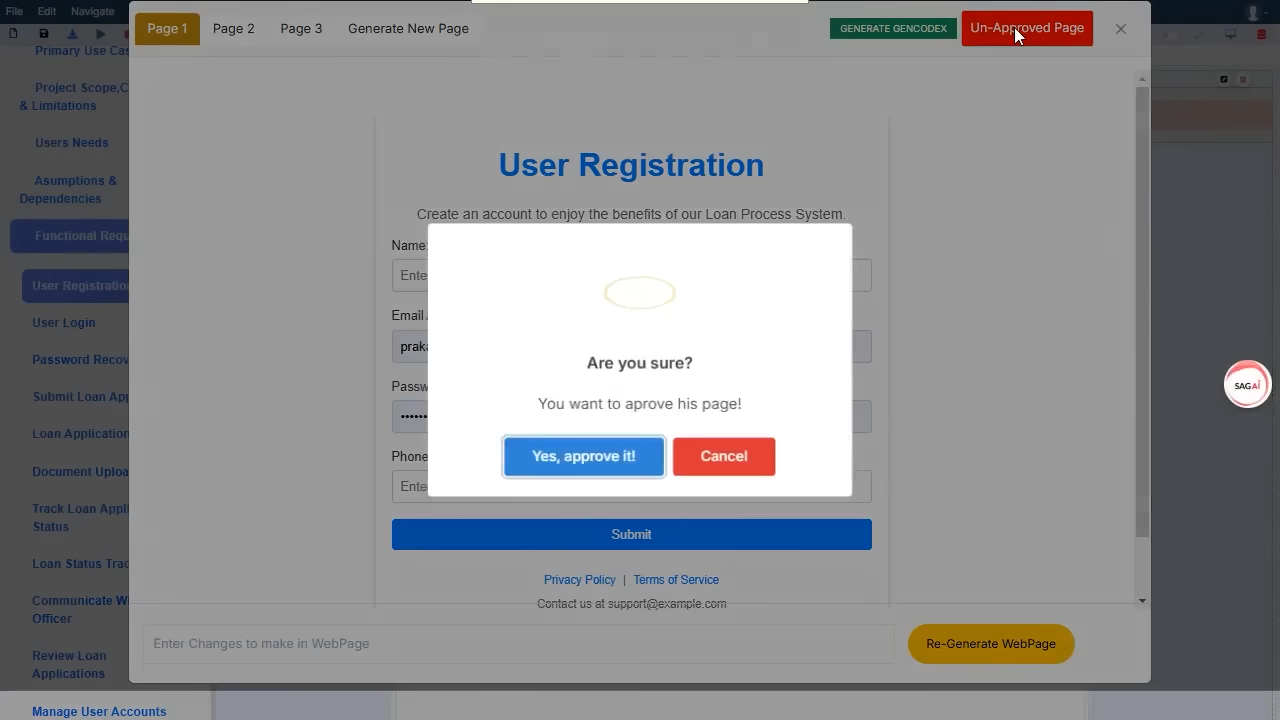 File Edit Navigate
Page 1 Page 2 Page 3 Generate New Page GENERATE GENCODEX Un-Approved Page
Primary Use Cas
Project Scope,C
& Limitations
Users Needs
Asumptions &
Dependencies
Functional Requ
User Registration
User Login
Password Recov
Submit Loan App
Loan Application
Document Uploa
Track Loan Appli
Status
Loan Status Trac
Communicate Wi
Officer
Review Loan
Applications
Manage User Accounts
User Registration
Create an account to enjoy the benefits of our Loan Process System.
Name:
Ente
Email A
praka
Passw
Phone
Ente
Submit
Privacy Policy | Terms of Service
Contact us at support@example.com
Are you sure?
You want to aprove his page!
Yes, approve it! Cancel
Enter Changes to make in WebPage Re-Generate WebPage
SAGAI